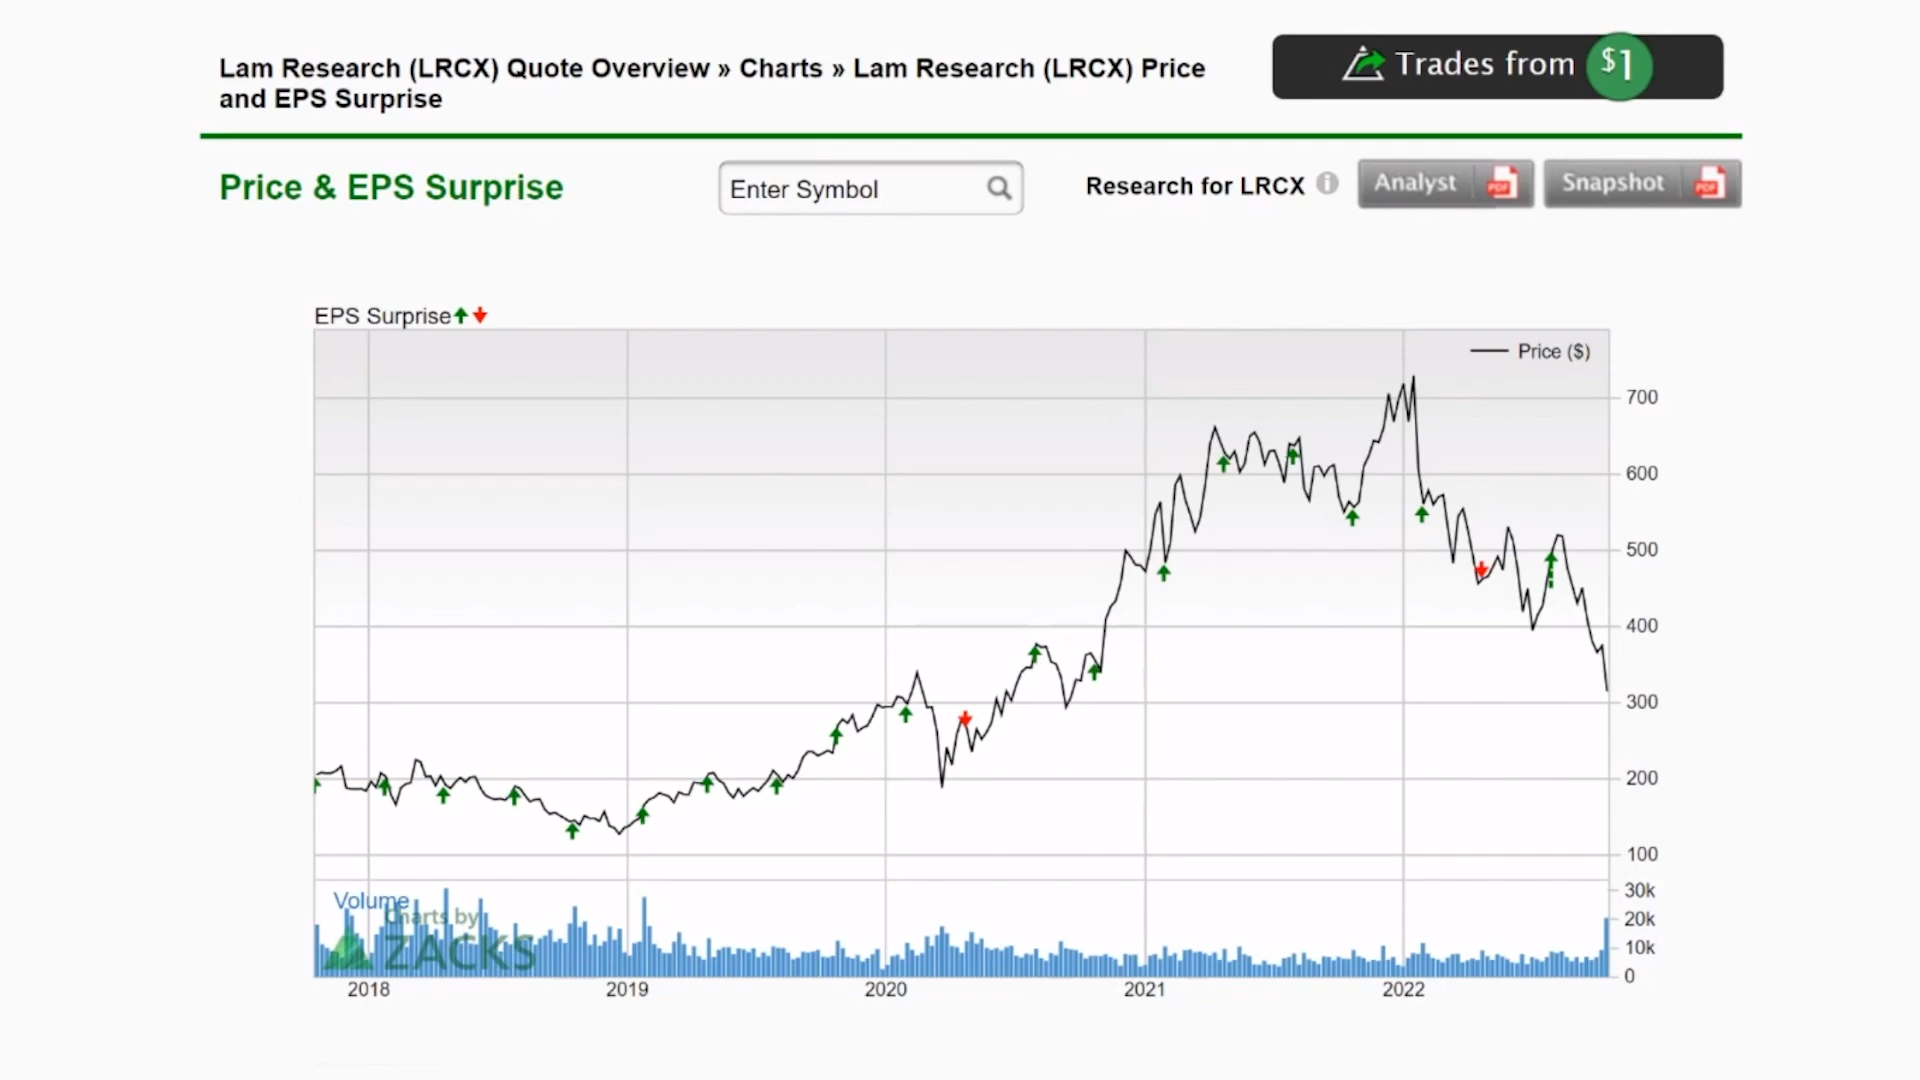 Lam Research (LRCX) Quote Overview » Charts » Lam Research (LRCX) Price
and EPS Surprise
Trades from $1
Price & EPS Surprise
Enter Symbol
Research for LRCX
Analyst
PDF
Snapshot
PDF
EPS Surprise
Price ($)
700
600
500
400
300
200
100
30k
20k
10k
0
Volume
Charts by
ZACKS
2018
2019
2020
2021
2022